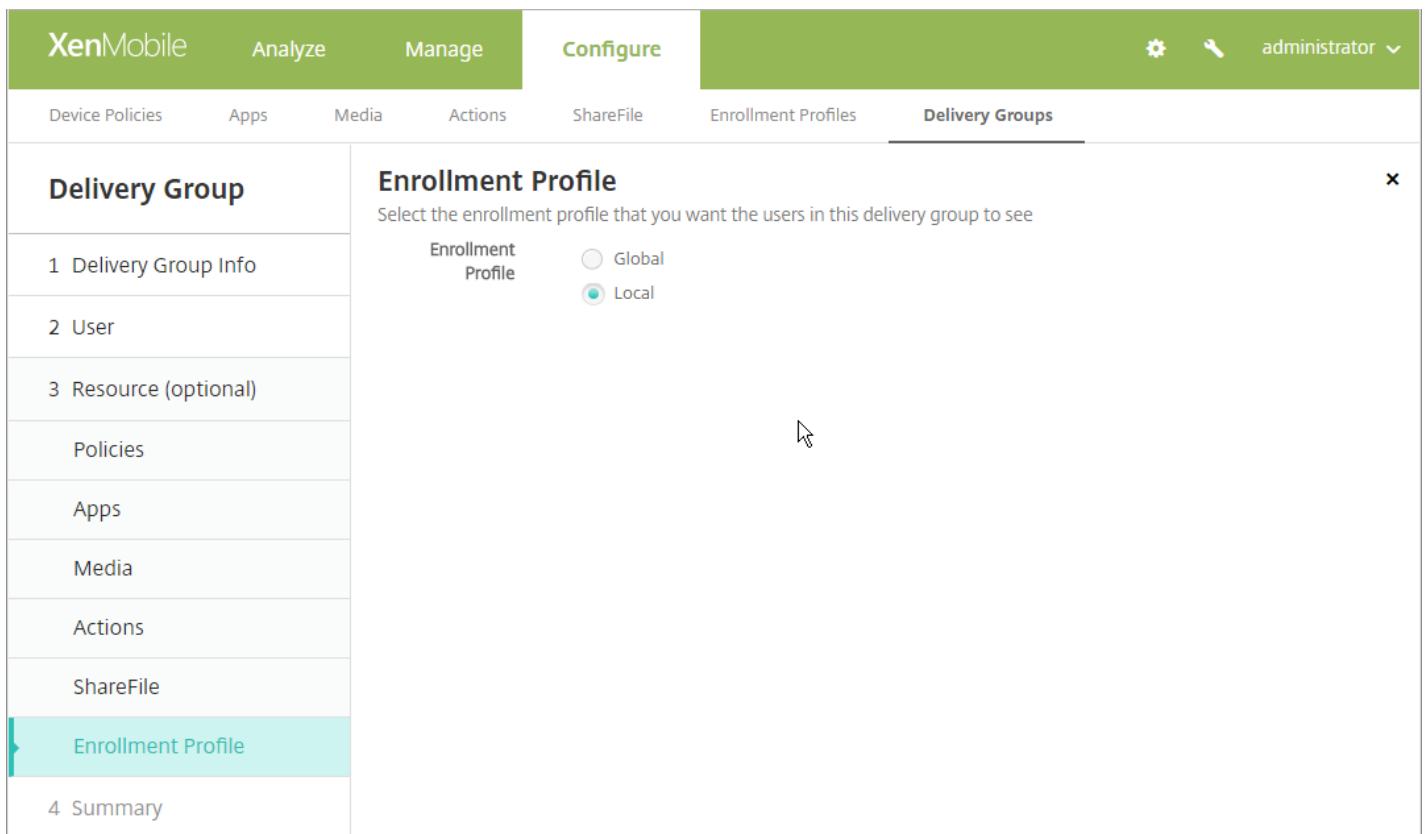 XenMobile Analyze Manage Configure administrator
Device Policies Apps Media Actions ShareFile Enrollment Profiles Delivery Groups
Delivery Group
1 Delivery Group Info
2 User
3 Resource (optional)
Policies
Apps
Media
Actions
ShareFile
Enrollment Profile
4 Summary
Enrollment Profile
Select the enrollment profile that you want the users in this delivery group to see
Enrollment
Profile
Global
Local